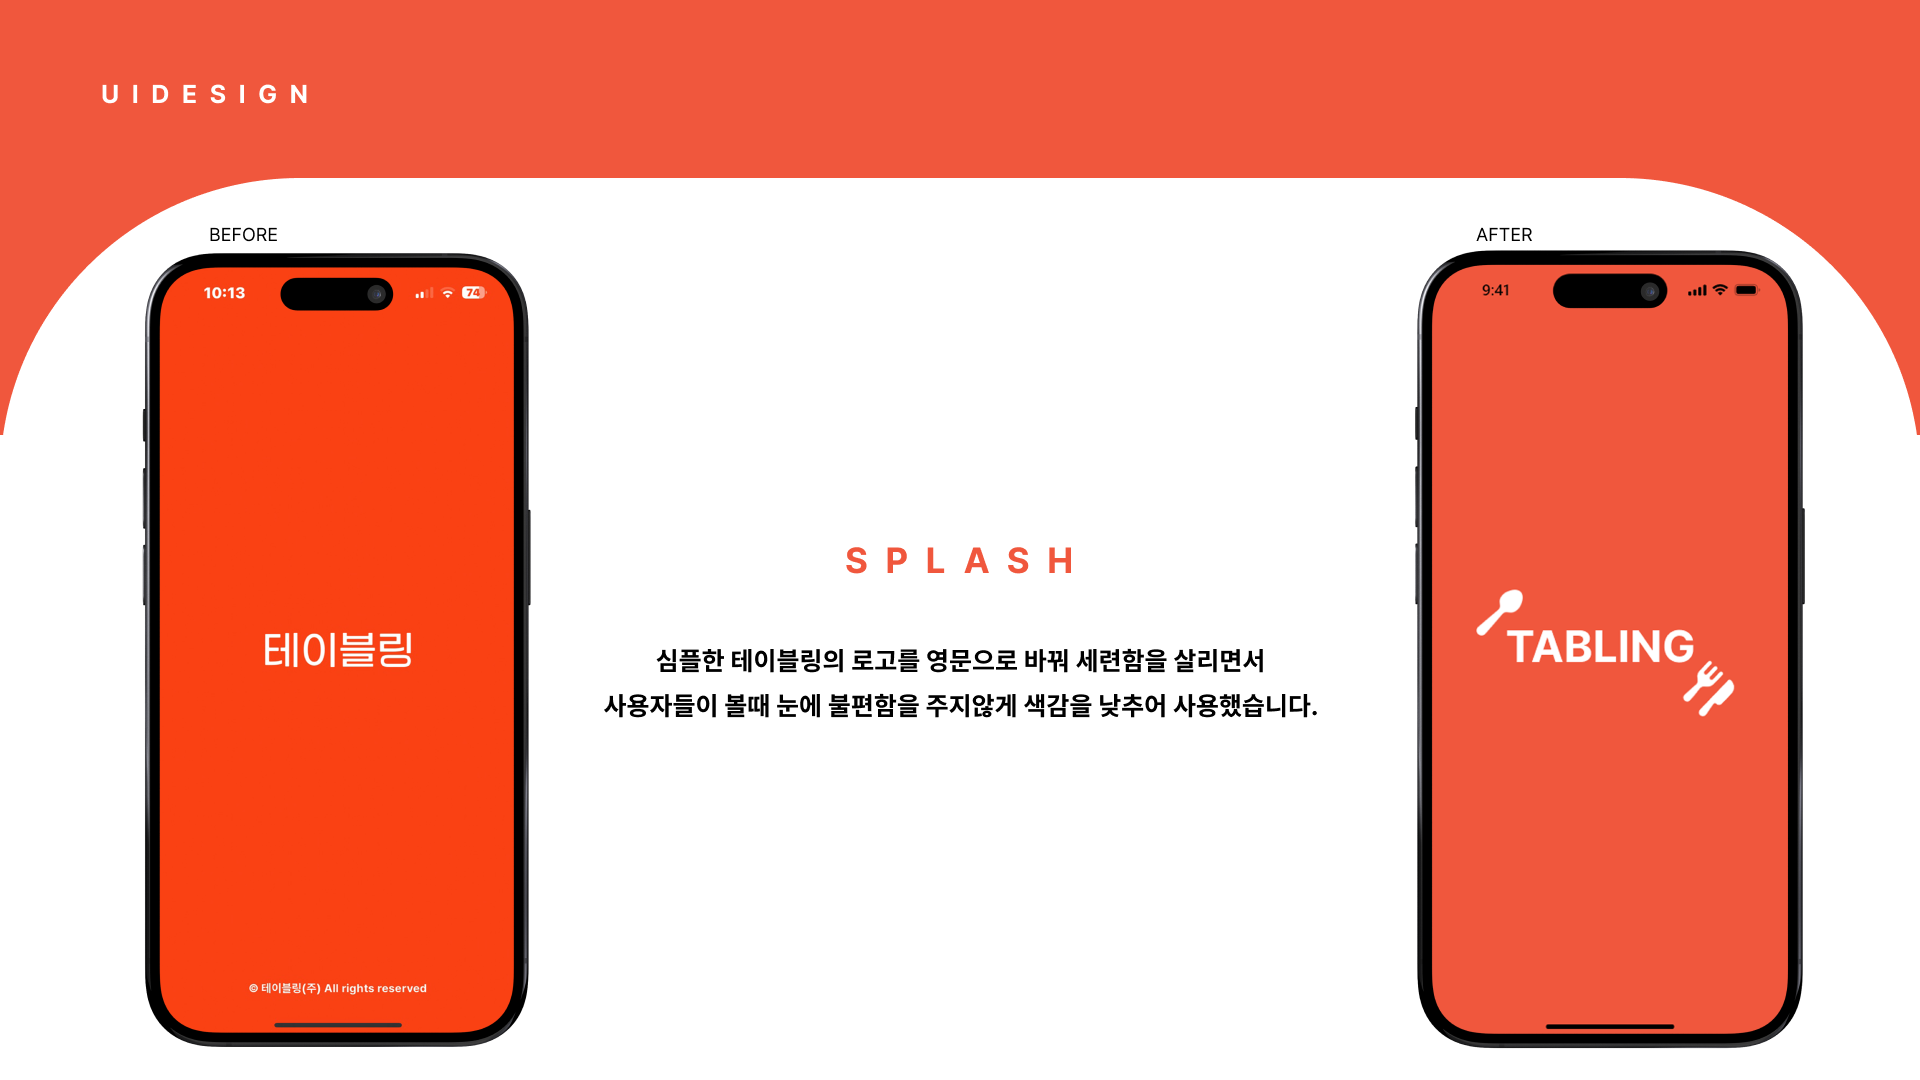 UIDESIGN
BEFORE
10:13
74
테이블링
© 테이블링(주) All rights reserved
SPLASH
심플한 테이블링의 로고를 영문으로 바꿔 세련함을 살리면서
사용자들이 볼때 눈에 불편함을 주지않게 색감을 낮추어 사용했습니다.
AFTER
9:41
TABLING